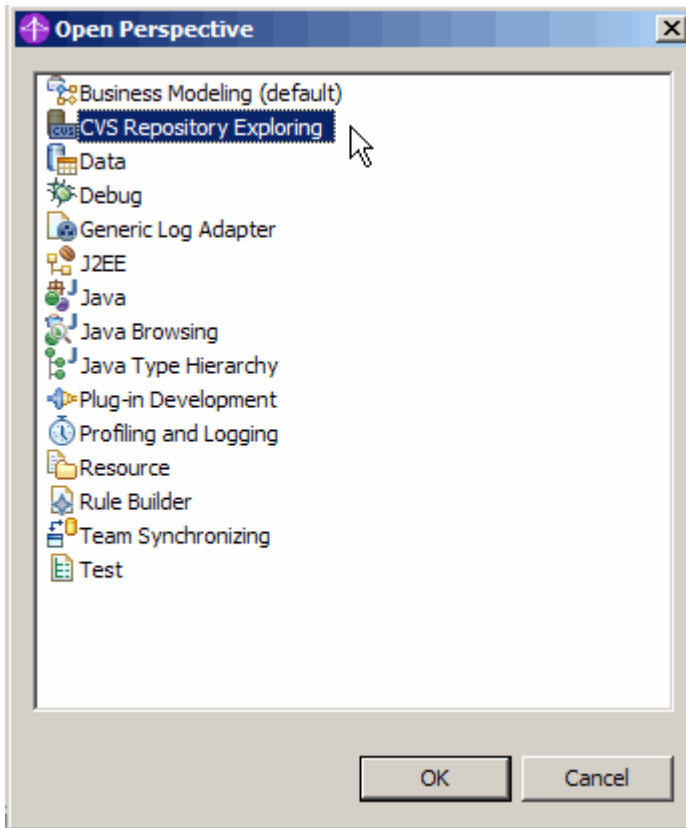 Open Perspective
Business Modeling (default)
CVS Repository Exploring
Data
Debug
Generic Log Adapter
J2EE
Java
Java Browsing
Java Type Hierarchy
Plug-in Development
Profiling and Logging
Resource
Rule Builder
Team Synchronizing
Test
OK Cancel